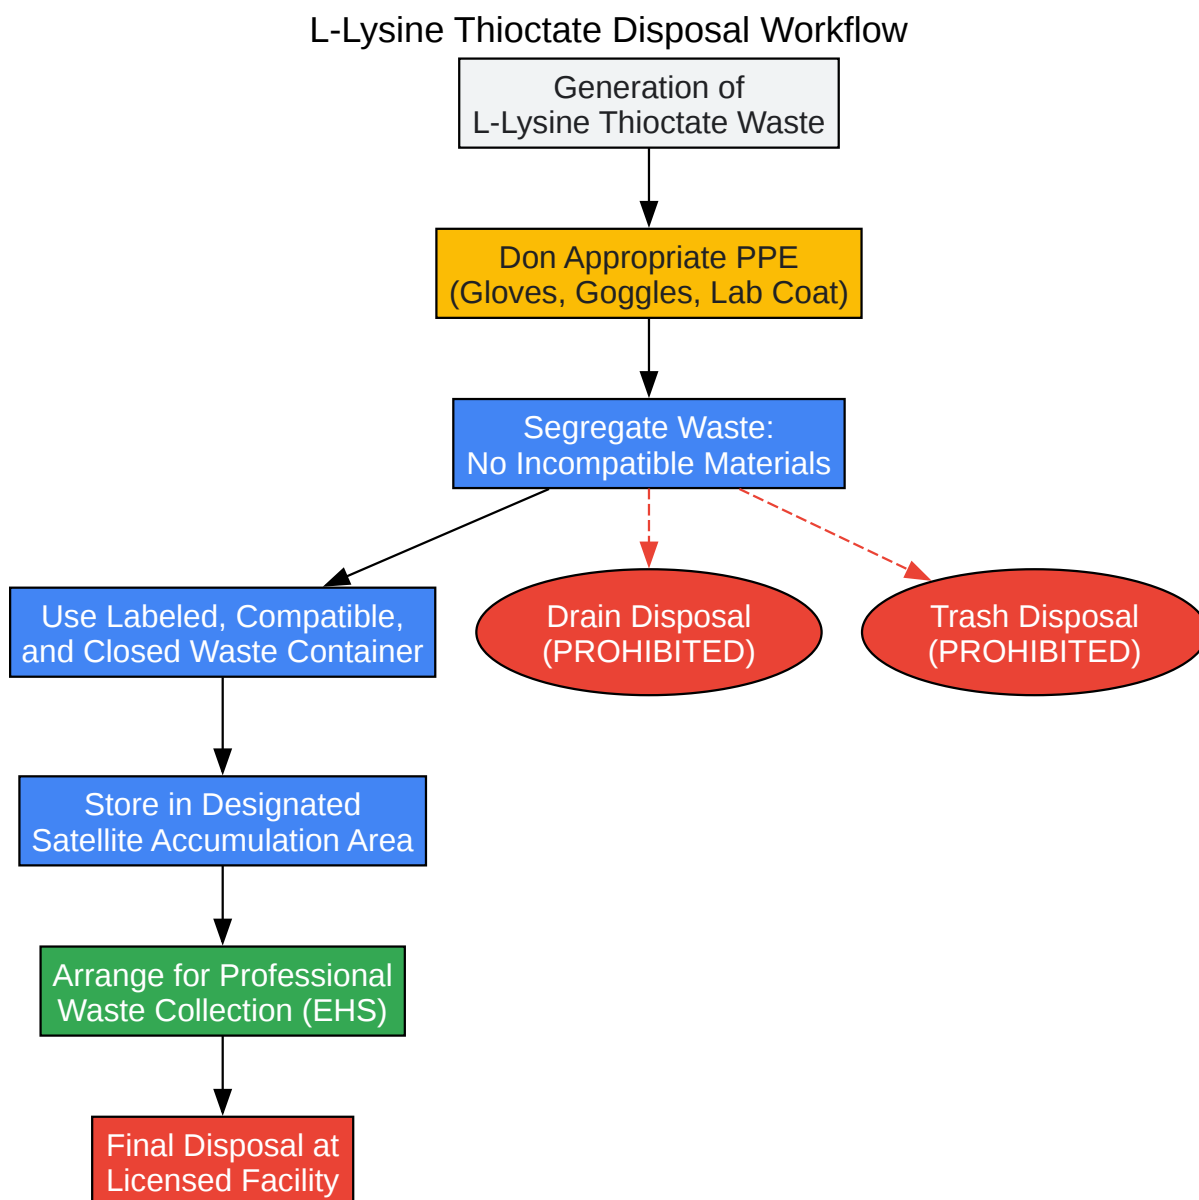 L-Lysine Thioctate Disposal Workflow
Generation of
L-Lysine Thioctate Waste
Don Appropriate PPE
(Gloves, Goggles, Lab Coat)
Segregate Waste:
No Incompatible Materials
Use Labeled, Compatible,
and Closed Waste Container
Drain Disposal
(PROHIBITED)
Trash Disposal
(PROHIBITED)
Store in Designated
Satellite Accumulation Area
Arrange for Professional
Waste Collection (EHS)
Final Disposal at
Licensed Facility